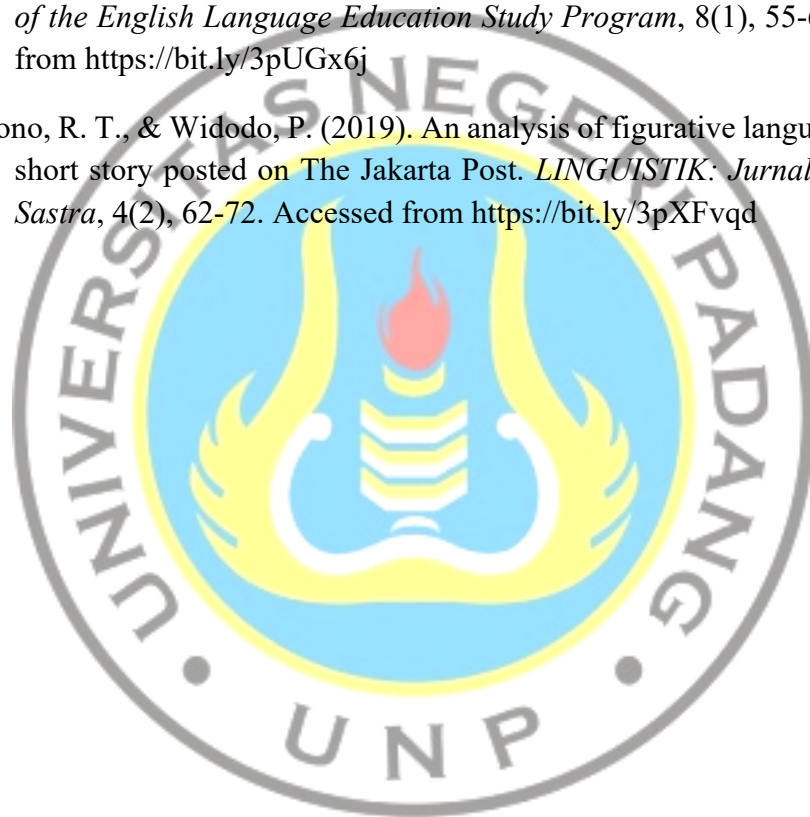 of the English Language Education Study Program, 8(1), 55-
from https://bit.ly/3pUGx6j
ono, R. T., & Widodo, P. (2019). An analysis of figurative langu
short story posted on The Jakarta Post. LINGUISTIK: Jurnal
Sastra, 4(2), 62-72. Accessed from https://bit.ly/3pXFvqd
UNIVERSITAS NEGERI PADANG
• UNP •